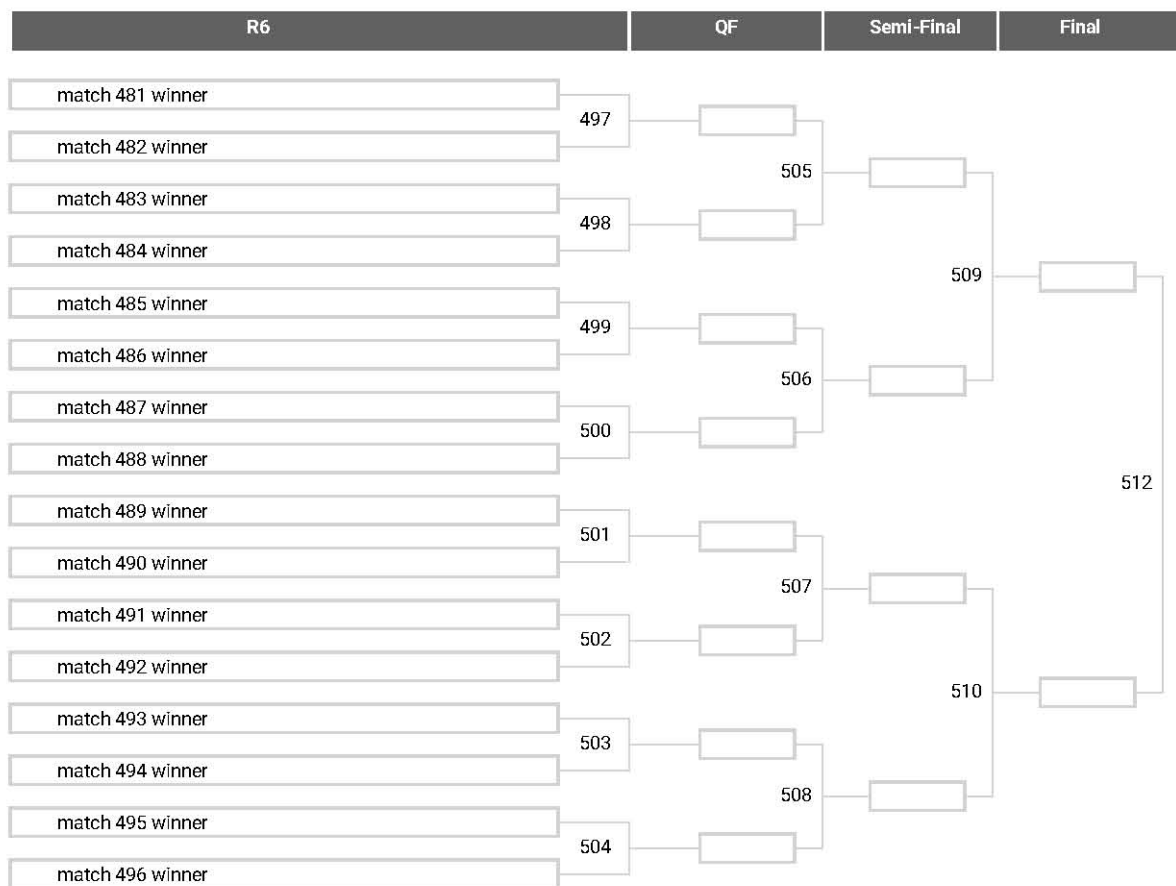 R6 QF Semi-Final Final
match 481 winner
497
match 482 winner
505
match 483 winner
498
match 484 winner
509
match 485 winner
499
match 486 winner
506
match 487 winner
500
match 488 winner
512
match 489 winner
501
match 490 winner
507
match 491 winner
502
match 492 winner
510
match 493 winner
503
match 494 winner
508
match 495 winner
504
match 496 winner